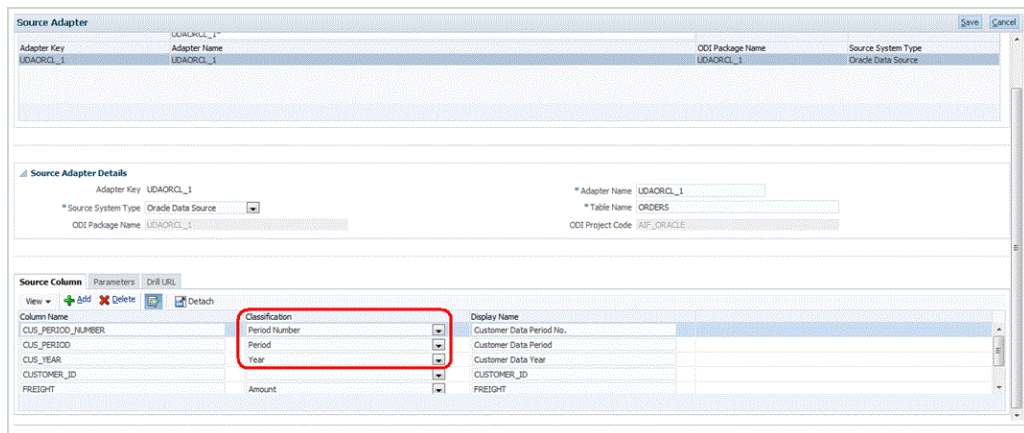 Source Adapter Save Cancel
UDAORCL_1*
Adapter Key Adapter Name ODI Package Name Source System Type
UDAORCL_1 UDAORCL_1 UDAORCL_1 Oracle Data Source
Source Adapter Details
Adapter Key UDAORCL_1 * Adapter Name UDAORCL_1
* Source System Type Oracle Data Source * Table Name ORDERS
ODI Package Name UDAORCL_1 ODI Project Code AIF_ORACLE
Source Column Parameters Drill URL
View Add Delete Detach
Column Name Classification Display Name
CUS_PERIOD_NUMBER Period Number Customer Data Period No.
CUS_PERIOD Period Customer Data Period
CUS_YEAR Year Customer Data Year
CUSTOMER_ID CUSTOMER_ID
FREIGHT Amount FREIGHT